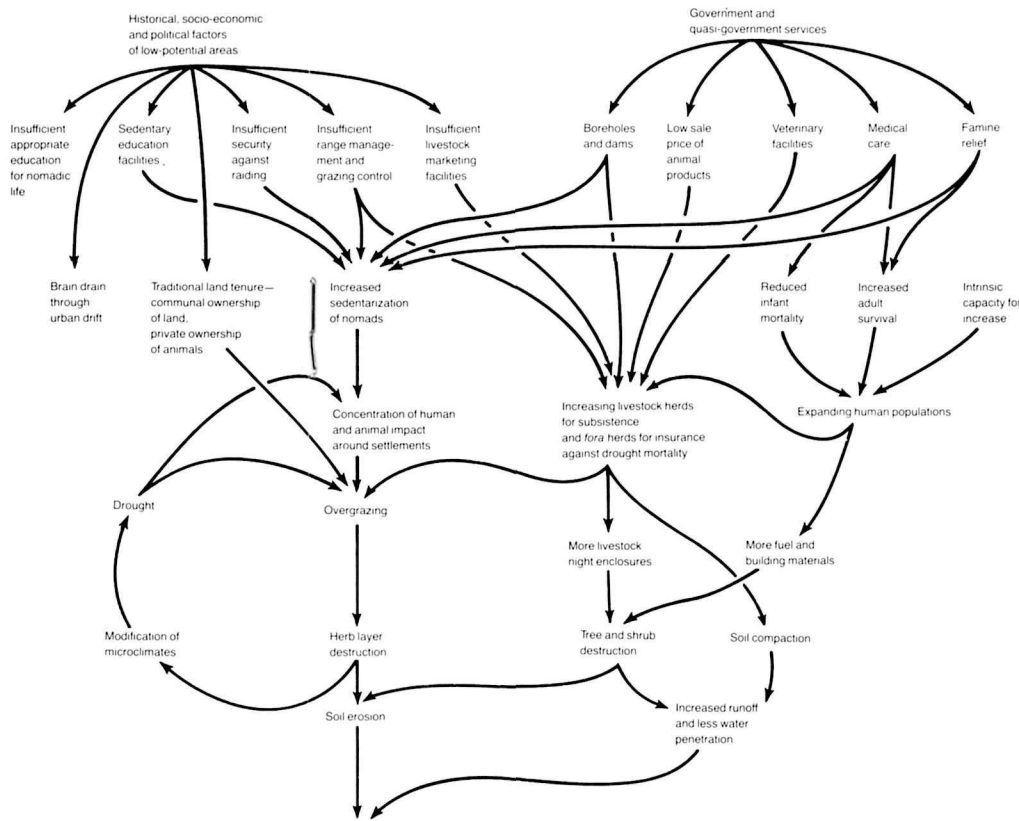 Historical, socio-economic
and political factors
of low-potential areas
Government and
quasi-government services
Insufficient
appropriate
education
for nomadic
life
Sedentary
education
facilities
Insufficient
security
against
raiding
Insufficient
range manage-
ment and
grazing control
Insufficient
livestock
marketing
facilities
Boreholes
and dams
Low sale
price of
animal
products
Veterinary
facilities
Medical
care
Famine
relief
Brain drain
through
urban drift
Traditional land tenure—
communal ownership
of land,
private ownership
of animals
Increased
sedentarization
of nomads
Reduced
infant
mortality
Increased
adult
survival
Intrinsic
capacity for
increase
Concentration of human
and animal impact
around settlements
Increasing livestock herds
for subsistence
and fora herds for insurance
against drought mortality
Expanding human populations
Drought
Overgrazing
More livestock
night enclosures
More fuel and
building materials
Modification of
microclimates
Herb layer
destruction
Tree and shrub
destruction
Soil compaction
Soil erosion
Increased runoff
and less water
penetration